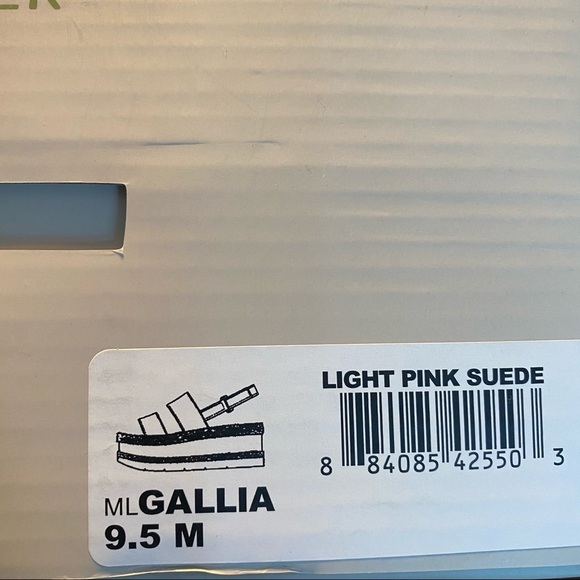 LIGHT PINK SUEDE
8 84085 42550 3
MLGALLIA
9.5 M